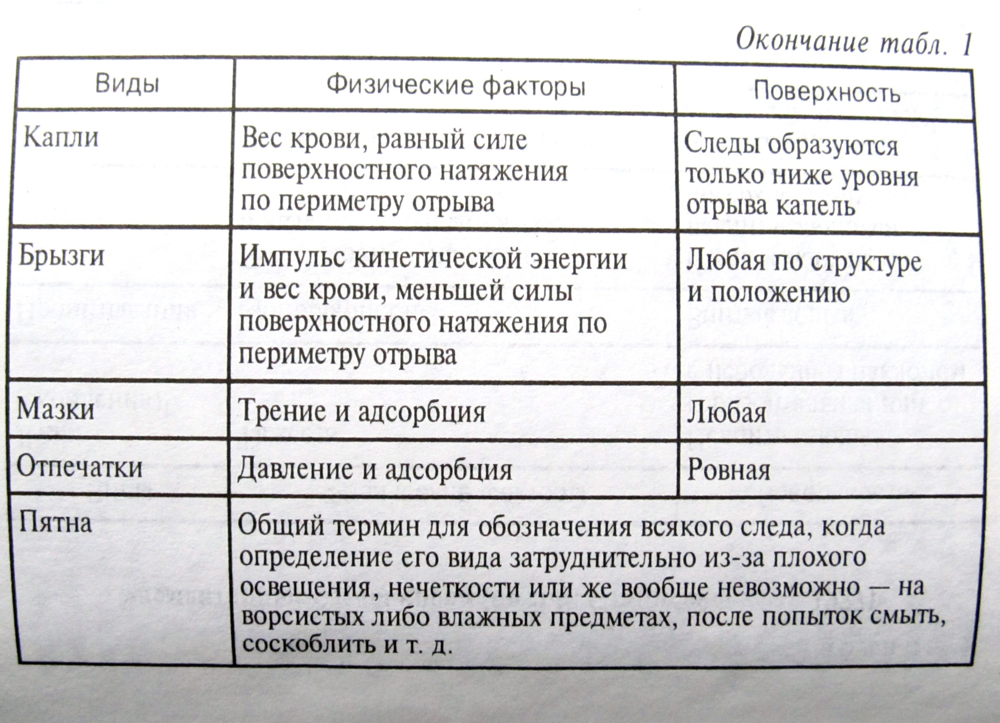 Окончание табл. 1
Виды
Физические факторы
Поверхность
Капли
Вес крови, равный силе
поверхностного натяжения
по периметру отрыва
Следы образуются
только ниже уровня
отрыва капель
Брызги
Импульс кинетической энергии
и вес крови, меньшей силы
поверхностного натяжения по
периметру отрыва
Любая по структуре
и положению
Мазки
Трение и адсорбция
Любая
Отпечатки
Давление и адсорбция
Ровная
Пятна
Общий термин для обозначения всякого следа, когда
определение его вида затруднительно из-за плохого
освещения, нечеткости или же вообще невозможно — на
ворсистых либо влажных предметах, после попыток смыть,
соскоблить и т. д.